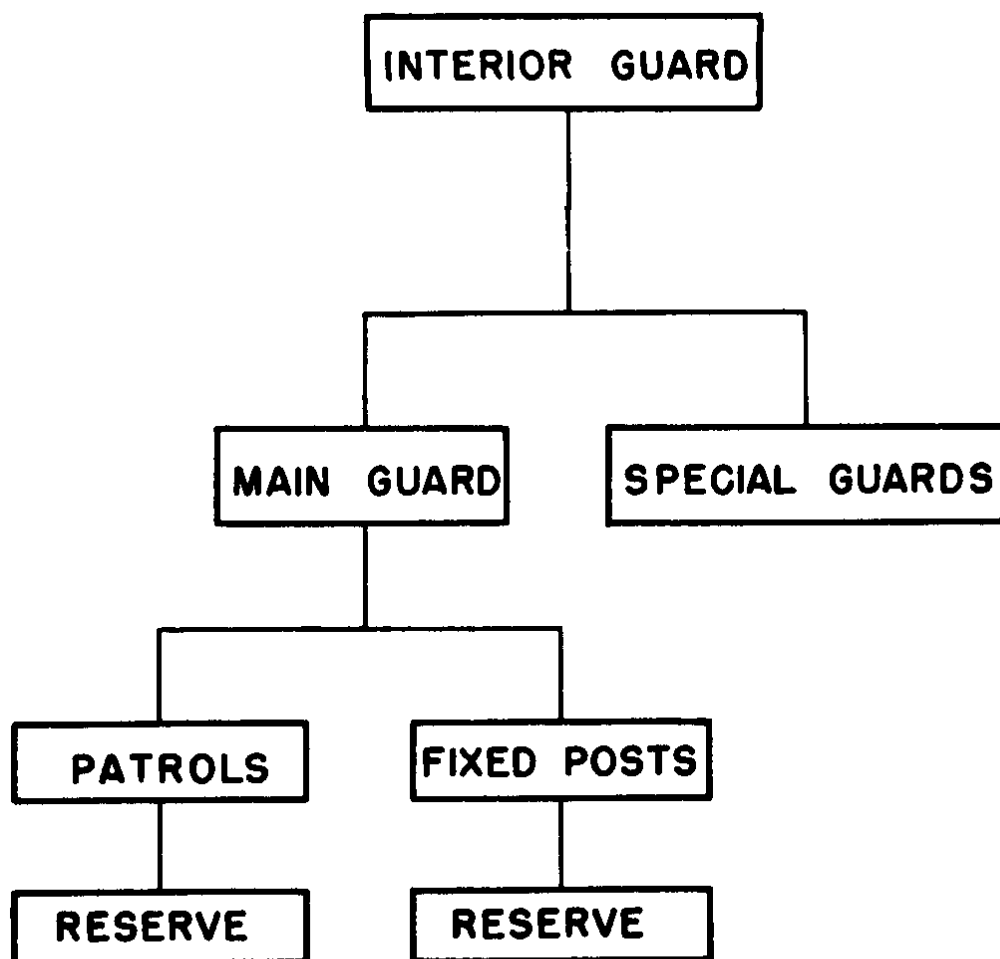 INTERIOR GUARD
MAIN GUARD
SPECIAL GUARDS
PATROLS
FIXED POSTS
RESERVE
RESERVE